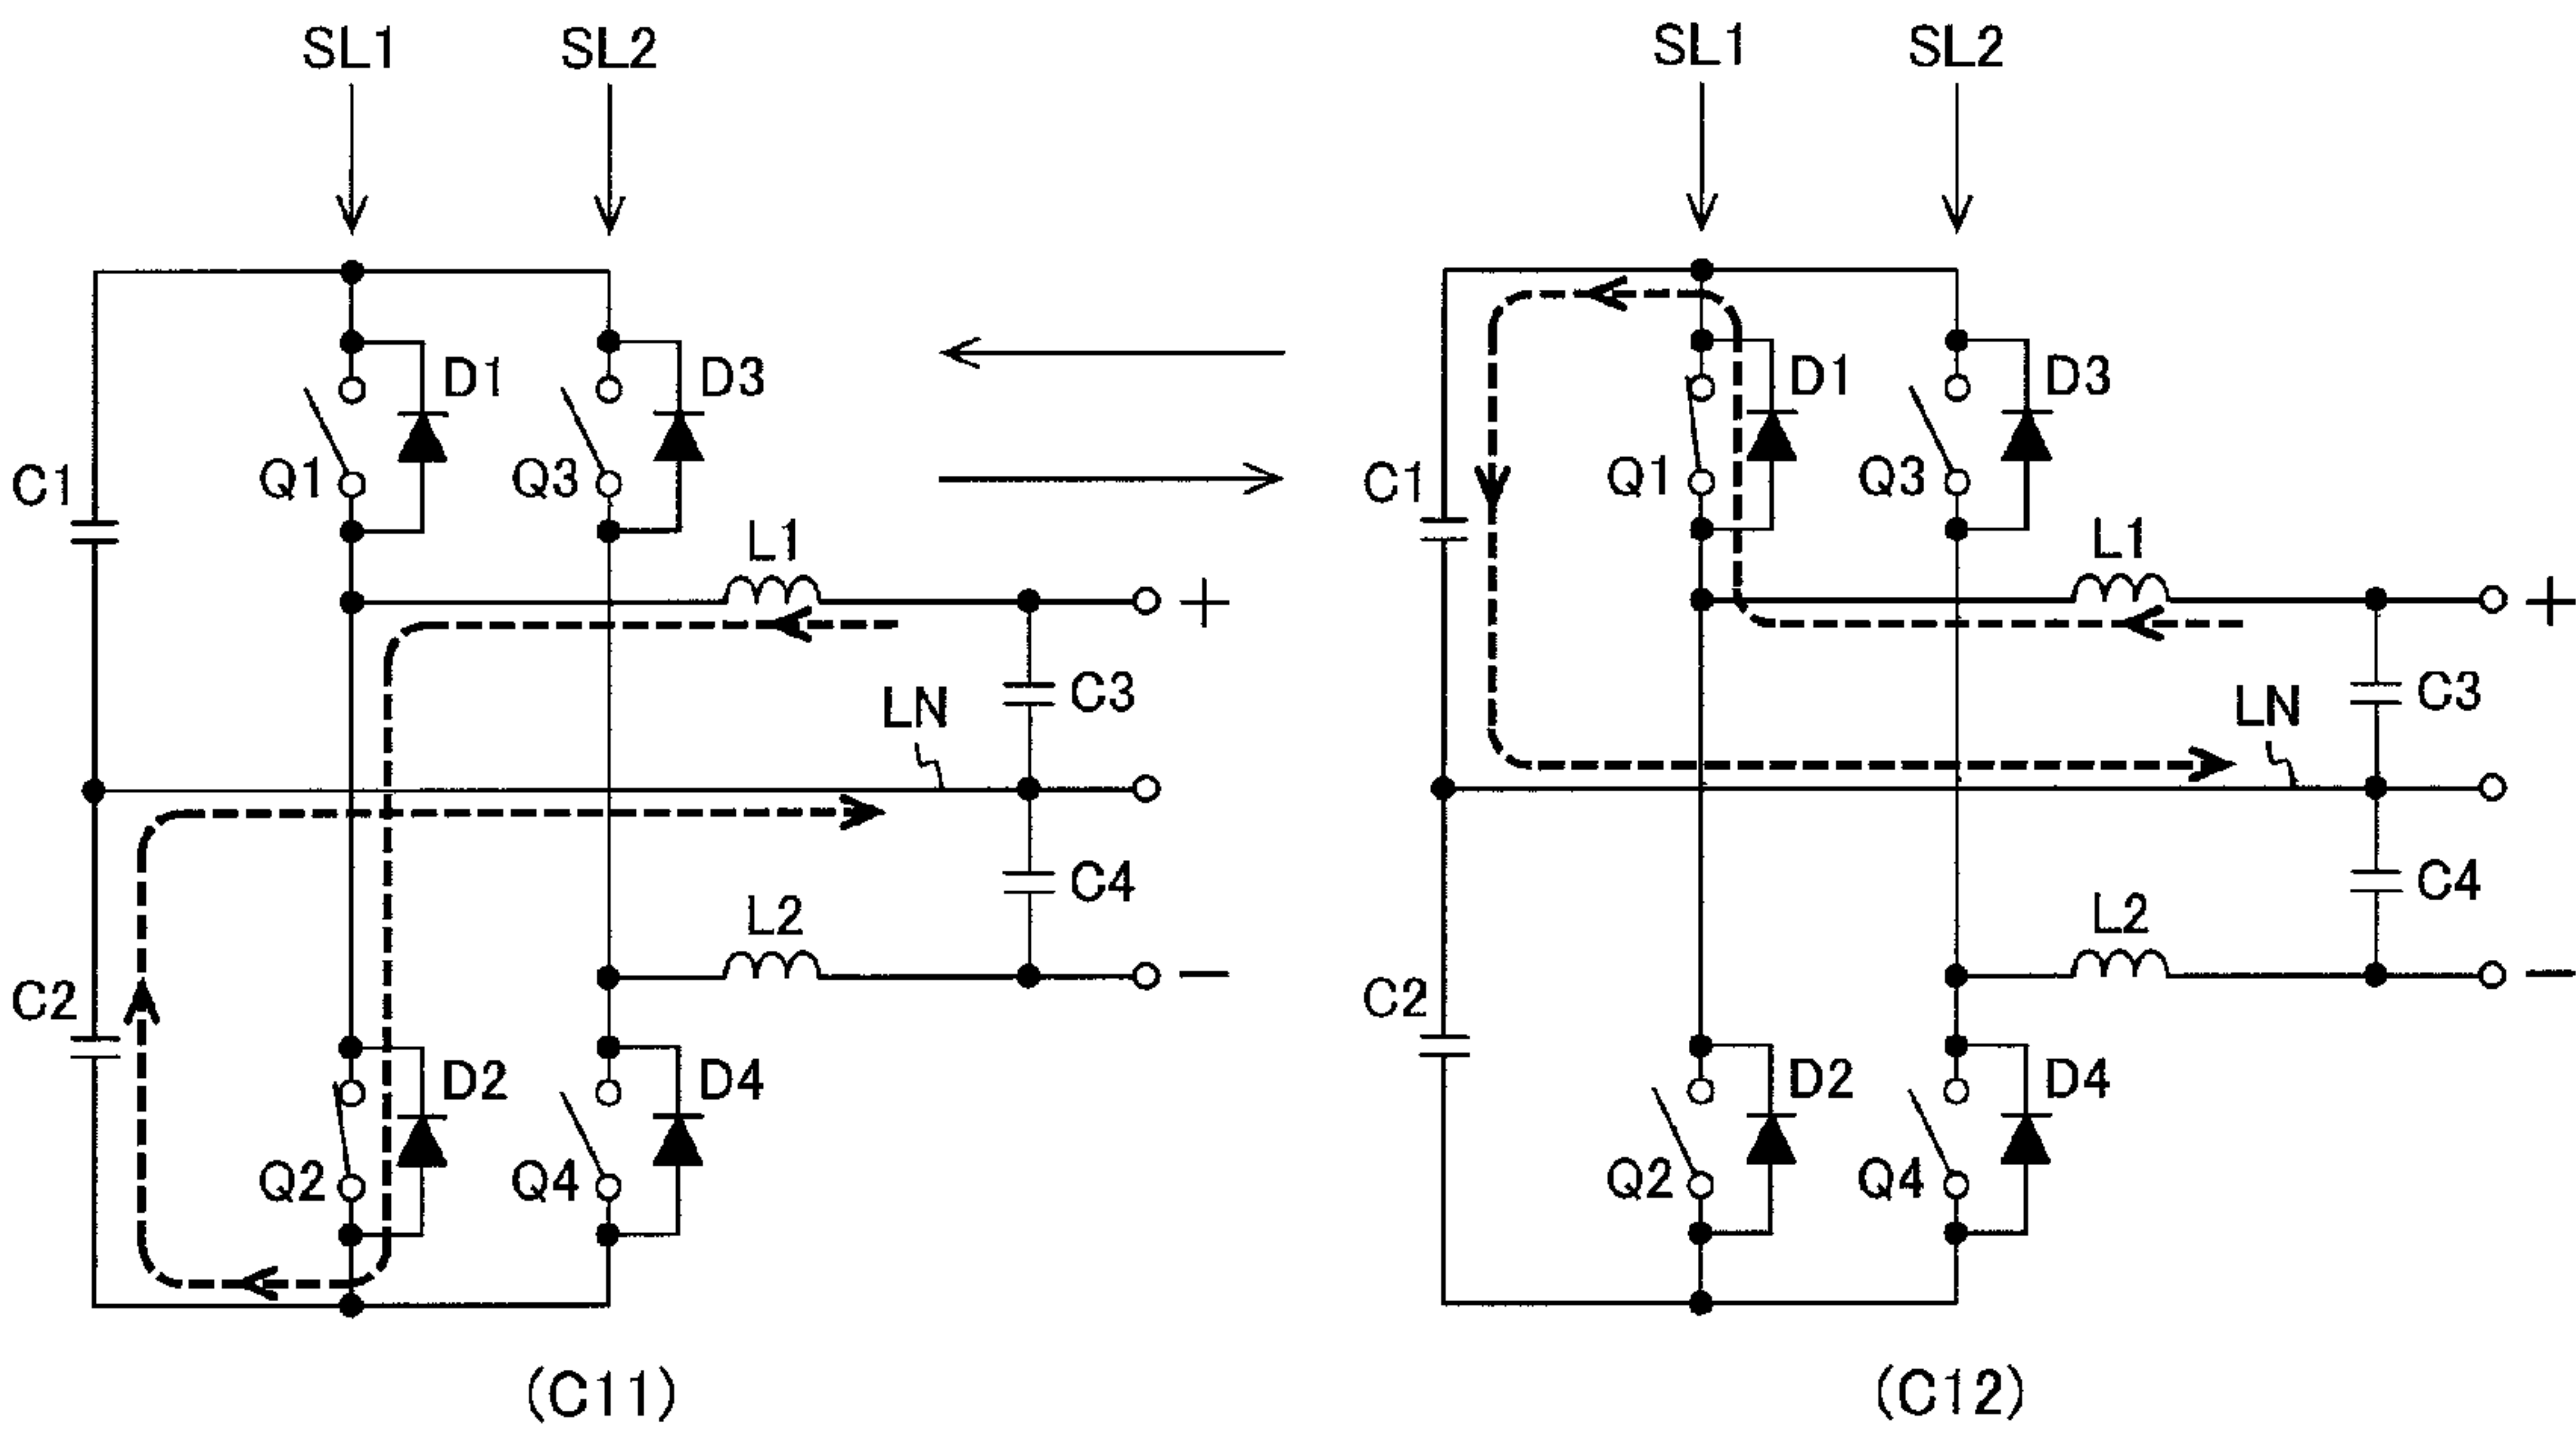 SL1 SL2 SL1 SL2
D1 D3 D1 D3
C1 Q1 Q3 C1 Q1 Q3
L1 L1
+ +
LN C3 LN C3
L2 C4 L2 C4
− −
C2 C2
D2 D4 D2 D4
Q2 Q4 Q2 Q4
(C11) (C12)